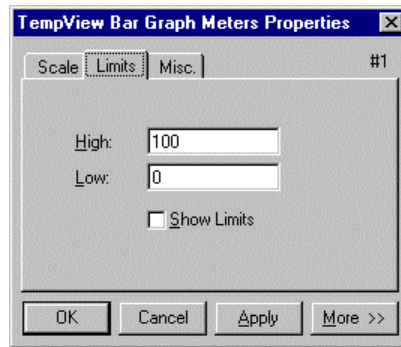 TempView Bar Graph Meters Properties
Scale Limits Misc. #1
High: 100
Low: 0
Show Limits
OK Cancel Apply More >>